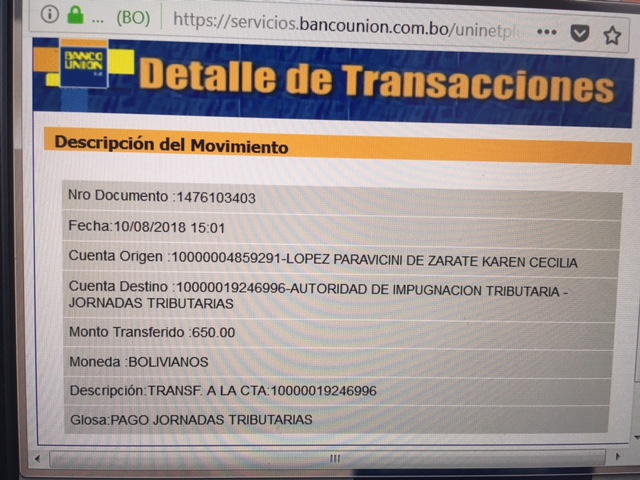 ... (BO) https://servicios.bancounion.com.bo/uninetpl
BANCO
UNION
Detalle de Transacciones
Descripción del Movimiento
Nro Documento :1476103403
Fecha:10/08/2018 15:01
Cuenta Origen :10000004859291-LOPEZ PARAVICINI DE ZARATE KAREN CECILIA
Cuenta Destino :10000019246996-AUTORIDAD DE IMPUGNACION TRIBUTARIA -
JORNADAS TRIBUTARIAS
Monto Transferido :650.00
Moneda :BOLIVIANOS
Descripción:TRANSF. A LA CTA:10000019246996
Glosa:PAGO JORNADAS TRIBUTARIAS